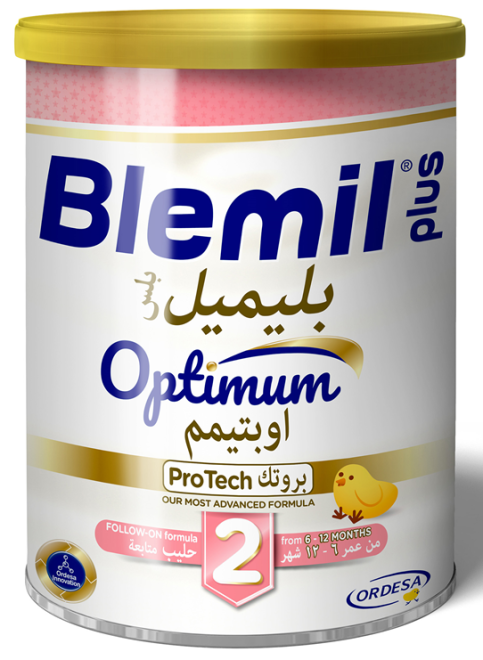 Blemil® plus
بليميل بلس
Optimum
اوبتيمم
ProTech بروتك
OUR MOST ADVANCED FORMULA
FOLLOW-ON formula
حليب متابعة
2
from 6 - 12 MONTHS
من عمر ٦ - ١٢ شهر
Ordesa
innovation
ORDESA